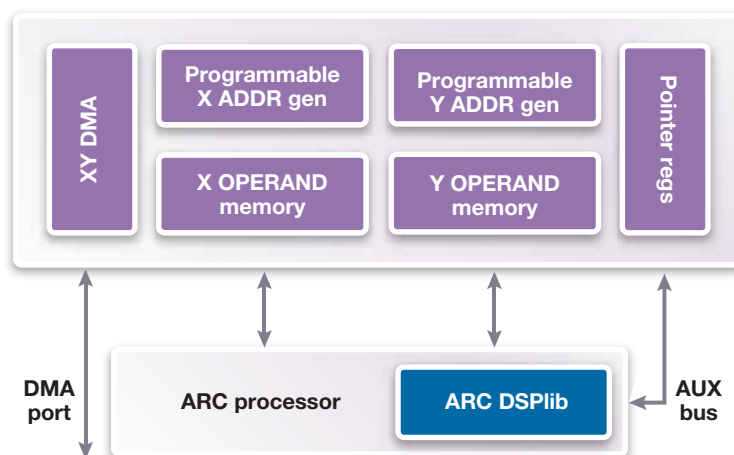 XY DMA
Programmable
X ADDR gen
Programmable
Y ADDR gen
Pointer regs
X OPERAND
memory
Y OPERAND
memory
DMA
port
ARC processor
ARC DSPlib
AUX
bus